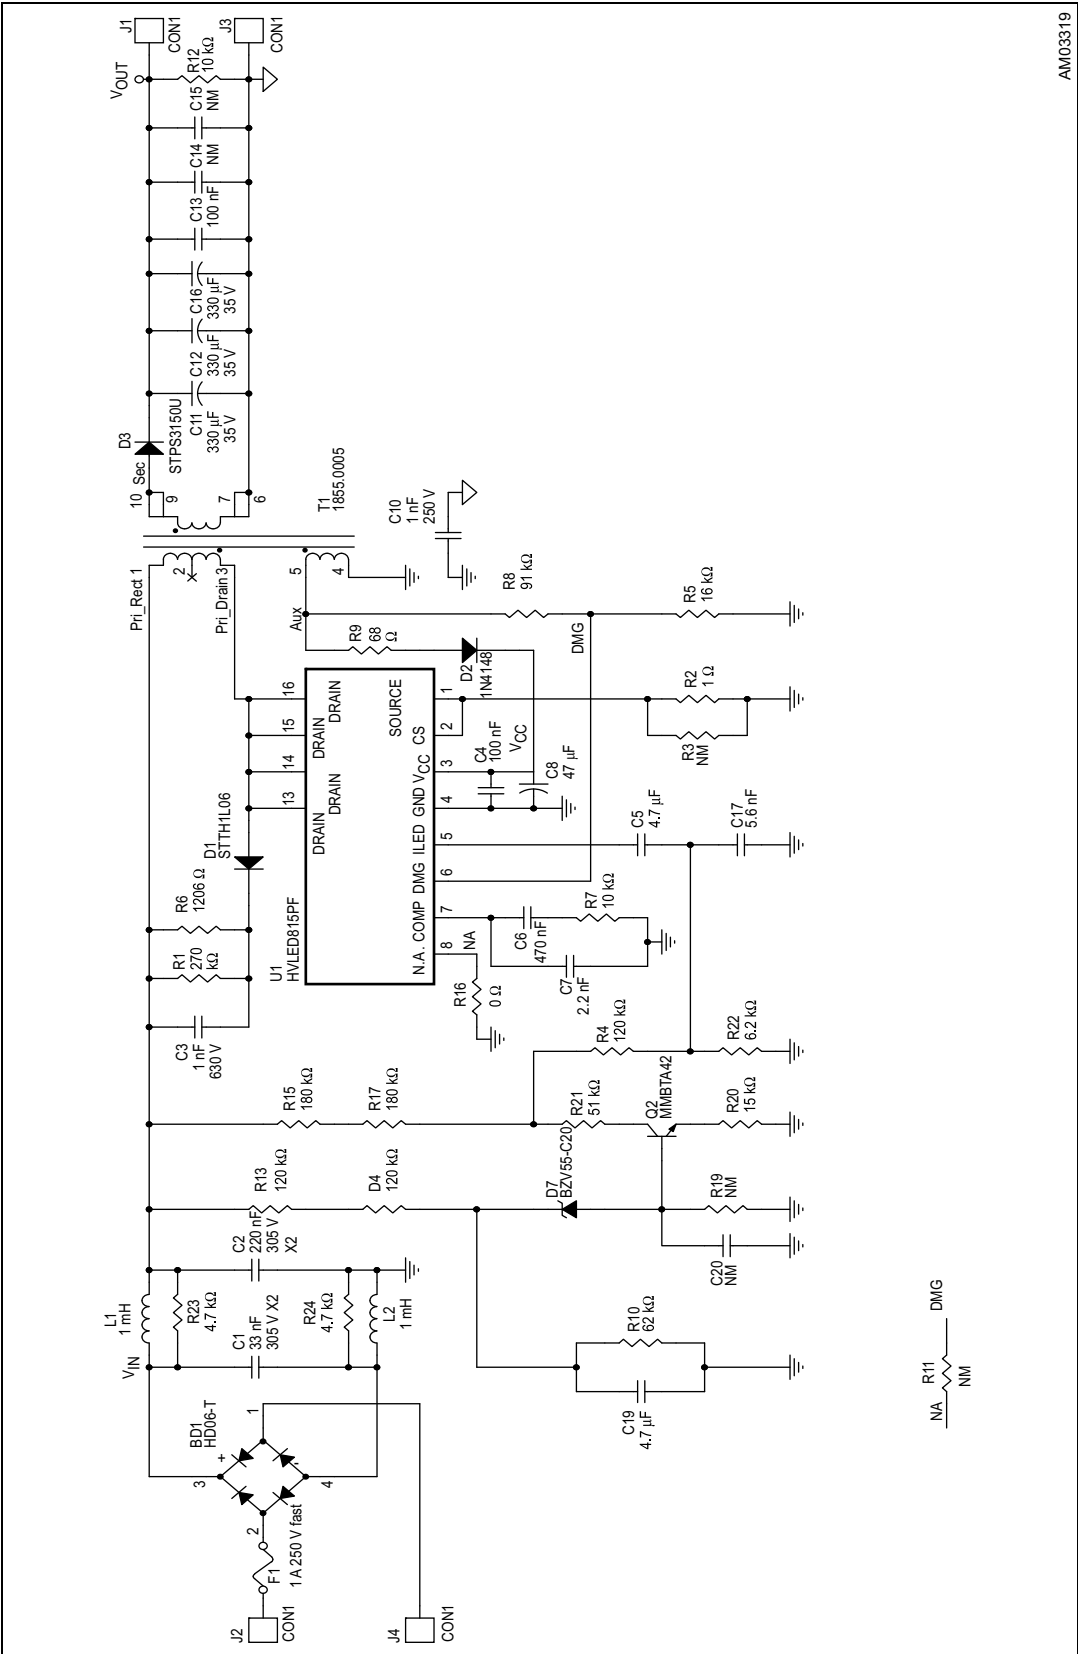 J1
CON1
J3
CON1
VOUT
R12
10 kΩ
C15
NM
C14
NM
C13
100 nF
C16
330 µF
35 V
C12
330 µF
35 V
C11
330 µF
35 V
D3
STPS3150U
Sec
10
9
7
6
T1
1855.0005
Pri_Rect 1
2
Pri_Drain 3
Aux
5
4
C10
1 nF
250 V
R8
91 kΩ
R5
16 kΩ
DMG
R9
68
Ω
D2
1N4148
R2
1 Ω
R3
NM
16
15
14
13
DRAIN
DRAIN
DRAIN
DRAIN
SOURCE
CS
VCC
GND
ILED
DMG
COMP
N.A.
1
2
3
4
5
6
7
8
U1
HVLED815PF
C4
100 nF
VCC
C8
47 µF
C5
4.7 µF
C17
5.6 nF
NA
C6
470 nF
R7
10 kΩ
C7
2.2 nF
R16
0 Ω
D1
STTH1L06
R6
1206 Ω
R1
270
kΩ
C3
1 nF
630 V
R4
120 kΩ
R22
6.2 kΩ
R15
180 kΩ
R17
180 kΩ
R21
51 kΩ
Q2
MMBTA42
R20
15 kΩ
R13
120 kΩ
D4
120 kΩ
D7
BZV55-C20
R19
NM
C20
NM
C2
220 nF
305 V
X2
L1
1 mH
R23
4.7 kΩ
C1
33 nF
305 V X2
R24
4.7 kΩ
L2
1 mH
VIN
R10
62 kΩ
C19
4.7 µF
BD1
HD06-T
+
-
1
2
3
4
F1
1 A 250 V fast
J2
CON1
J4
CON1
NA
R11
NM
DMG
AM03319